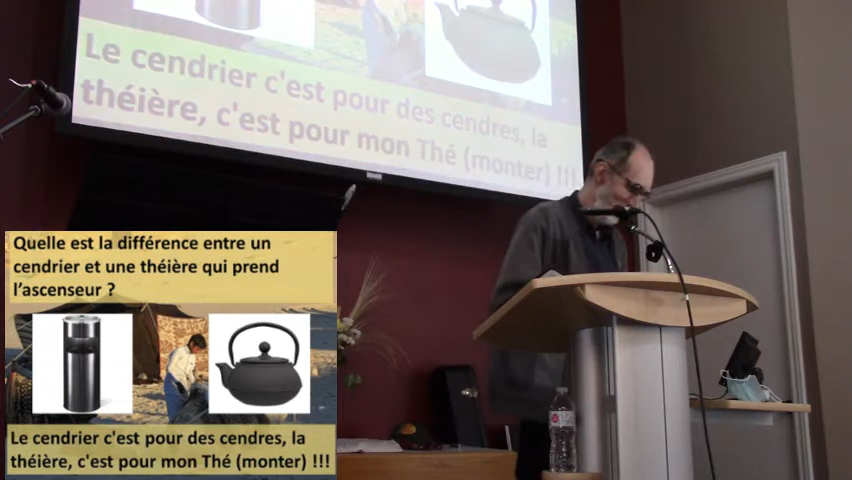 Le cendrier c'est pour des cendres, la
théière, c'est pour mon Thé (monter) !!!
Quelle est la différence entre un
cendrier et une théière qui prend
l'ascenseur ?
Le cendrier c'est pour des cendres, la
théière, c'est pour mon Thé (monter) !!!